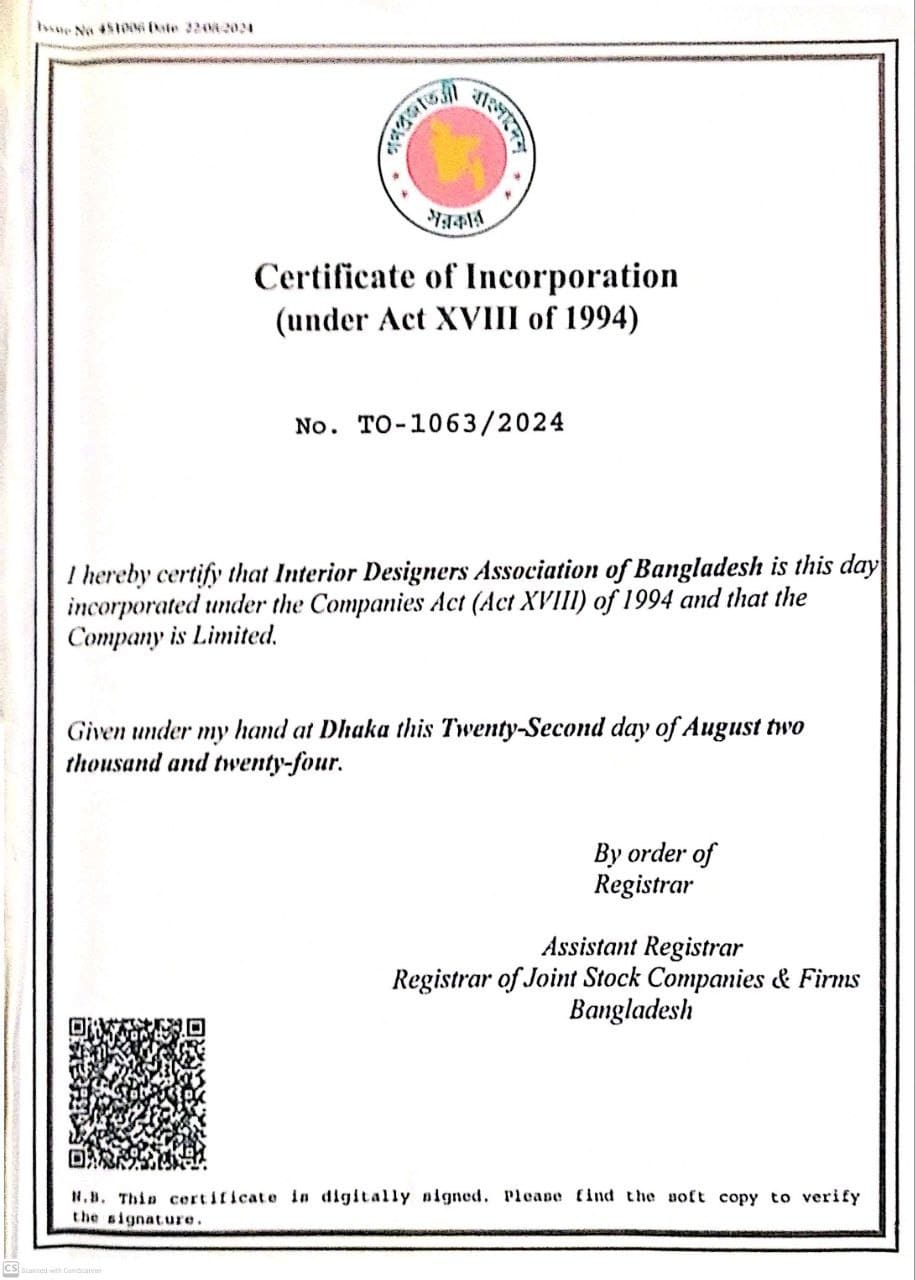 Issue No 451006 Date 22/08/2024
গণপ্রজাতন্ত্রী বাংলাদেশ
সরকার
Certificate of Incorporation
(under Act XVIII of 1994)
No. TO-1063/2024
I hereby certify that Interior Designers Association of Bangladesh is this day
incorporated under the Companies Act (Act XVIII) of 1994 and that the
Company is Limited.
Given under my hand at Dhaka this Twenty-Second day of August two
thousand and twenty-four.
By order of
Registrar
Assistant Registrar
Registrar of Joint Stock Companies & Firms
Bangladesh
N.B. This certificate is digitally signed. Please find the soft copy to verify
the signature.
CS Scanned with CamScanner